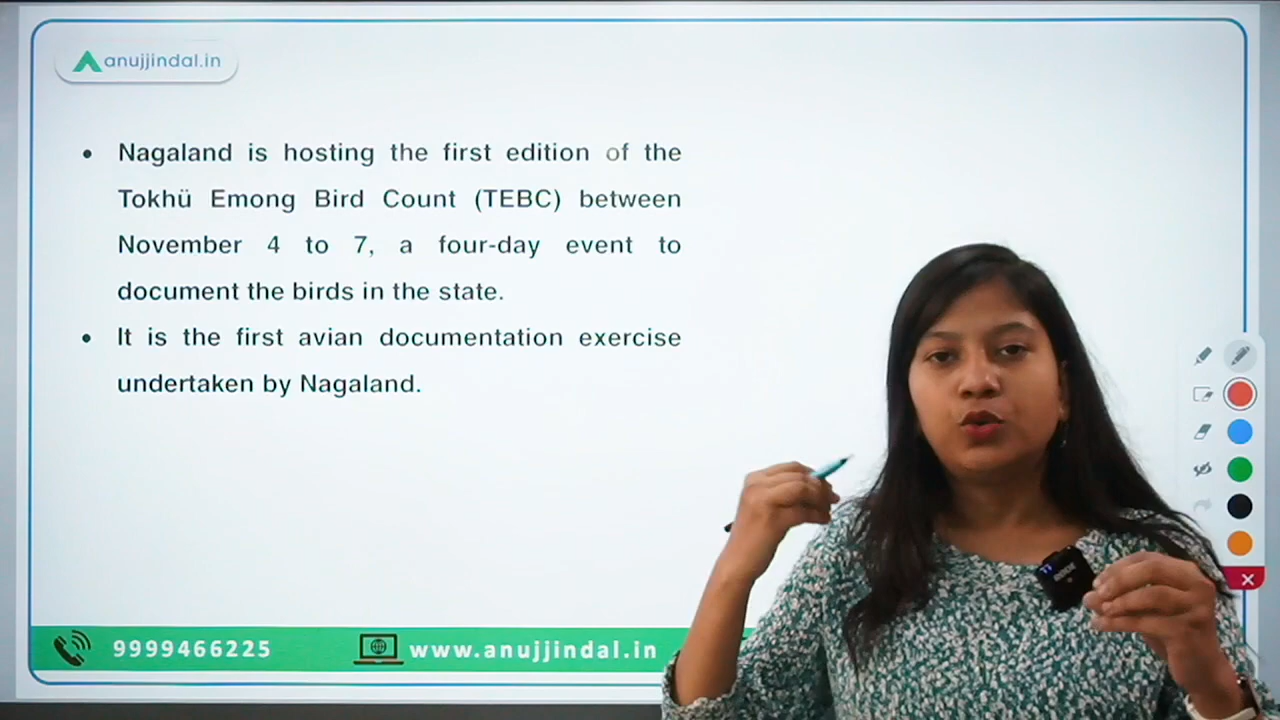 anujjindal.in
• Nagaland is hosting the first edition of the
Tokhü Emong Bird Count (TEBC) between
November 4 to 7, a four-day event to
document the birds in the state.
• It is the first avian documentation exercise
undertaken by Nagaland.
9999466225
www.anujjindal.in